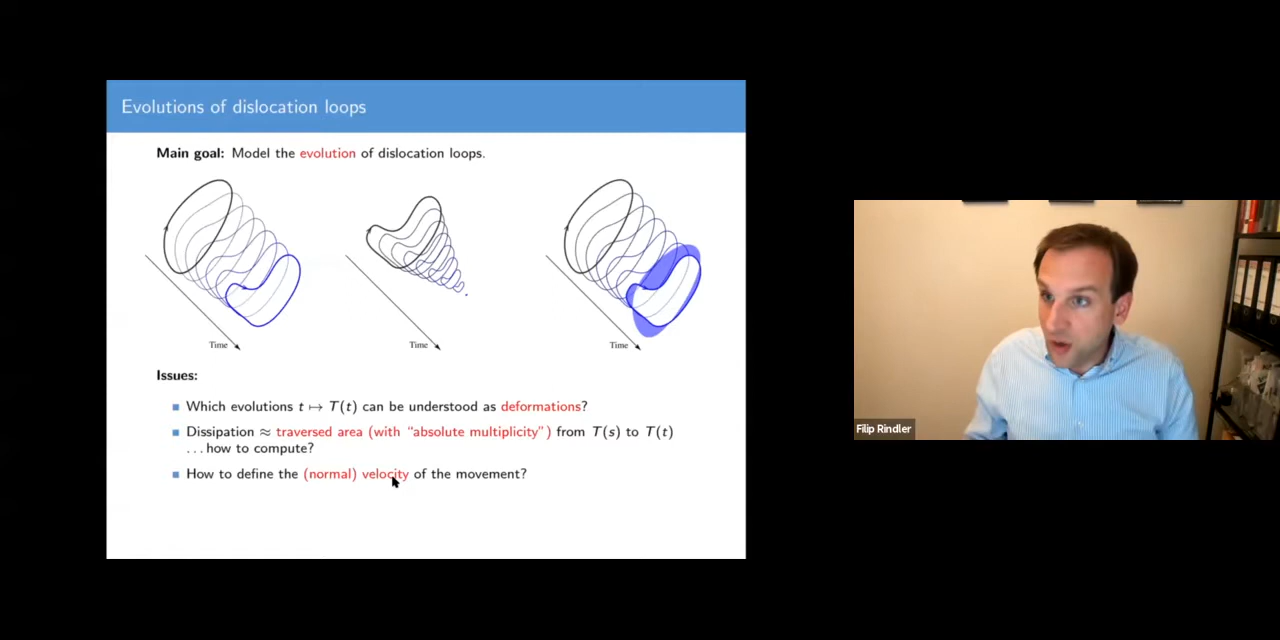 Evolutions of dislocation loops
Main goal: Model the evolution of dislocation loops.
Time
Time
Time
Issues:
Which evolutions t ↦ T(t) can be understood as deformations?
Dissipation ≈ traversed area (with “absolute multiplicity”) from T(s) to T(t)
...how to compute?
How to define the (normal) velocity of the movement?
Filip Rindler